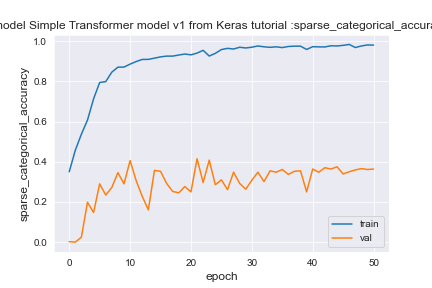 model Simple Transformer model v1 from Keras tutorial :sparse_categorical_accura
1.0
0.8
0.6
0.4
0.2
0.0
sparse_categorical_accuracy
0
10
20
30
40
50
epoch
train
val